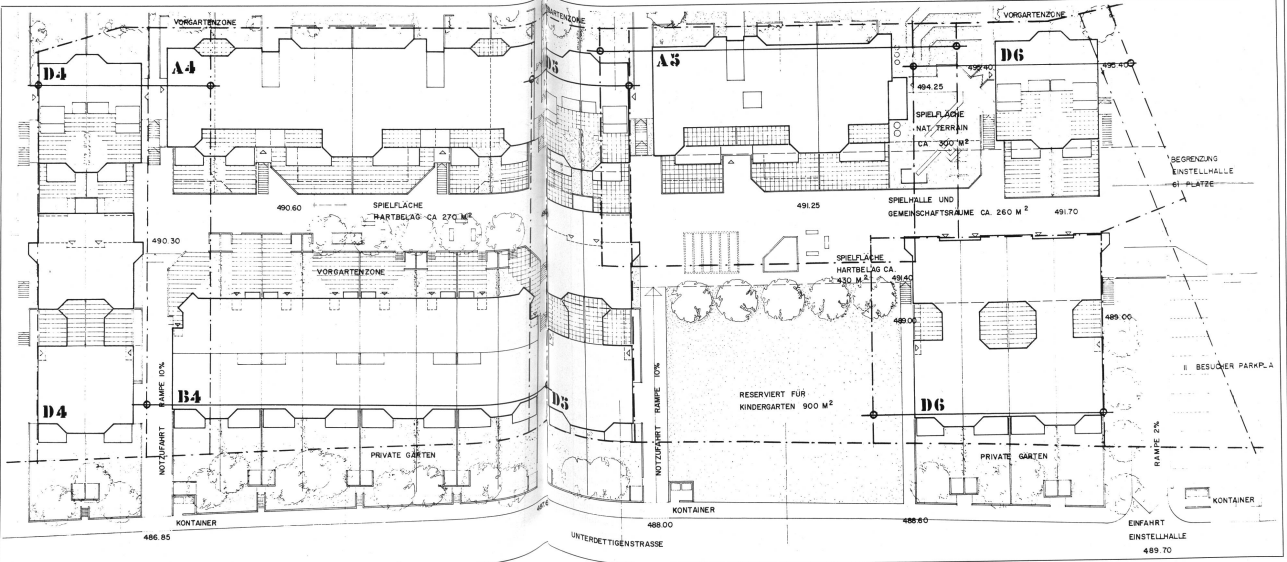 VORGARTENZONE
VORGARTENZONE
D4
A4
D5
A5
D6
495.40
495.40
494.25
SPIELFLÄCHE
NAT. TERRAIN
CA 300 M²
BEGRENZUNG
EINSTELLHALLE
61 PLÄTZE
490.60
SPIELFLÄCHE
HARTBELAG CA 270 M²
491.25
SPIELHALLE UND
GEMEINSCHAFTSRÄUME CA. 260 M²
491.70
490.30
VORGARTENZONE
SPIELFLÄCHE
HARTBELAG CA.
430 M²
491.40
489.00
489.00
11 BESUCHER PARKPLA
D4
NOTZUFAHRT RAMPE 10%
B4
D5
NOTZUFAHRT RAMPE 10%
RESERVIERT FÜR
KINDERGARTEN 900 M²
D6
RAMPE 2%
PRIVATE GÄRTEN
PRIVATE GÄRTEN
KONTAINER
KONTAINER
KONTAINER
486.85
488.00
488.60
UNTERDETTIGENSTRASSE
EINFAHRT
EINSTELLHALLE
489.70